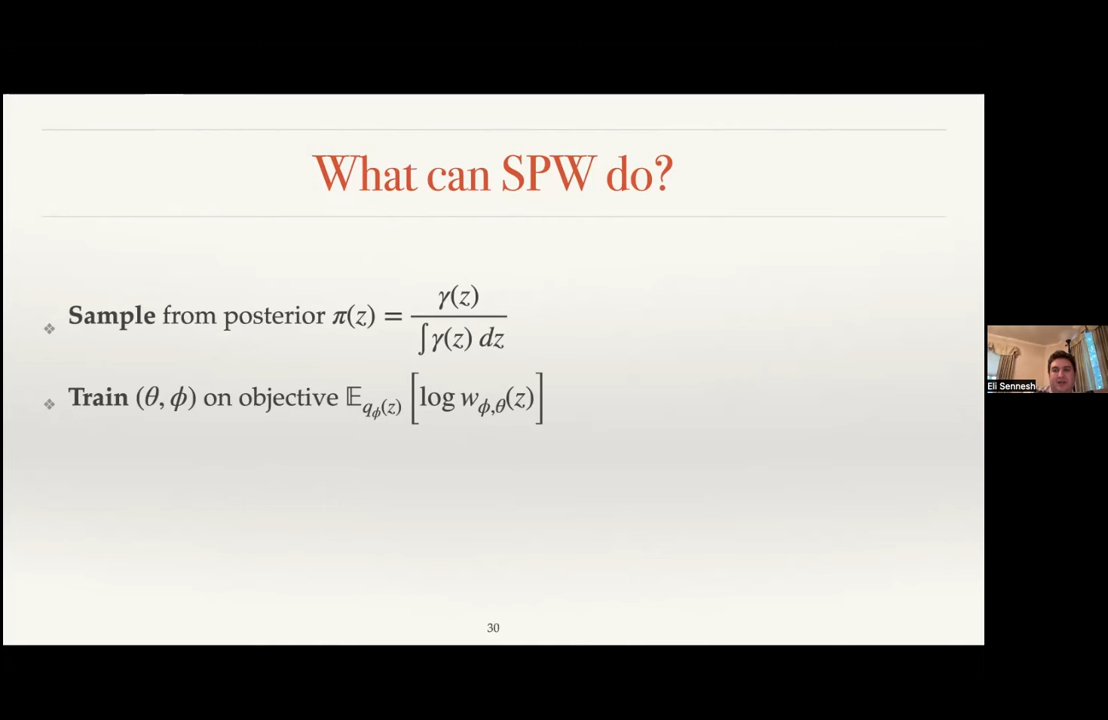 What can SPW do?
❖ Sample from posterior π(z) = γ(z) / ∫γ(z) dz
❖ Train (θ, ϕ) on objective 𝔼_{q_ϕ(z)} [log w_{ϕ,θ}(z)]
30
Eli Sennesh